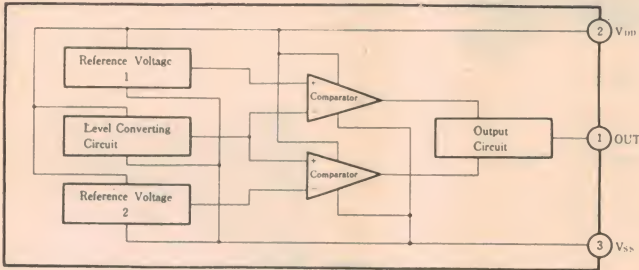 2 VDD
Reference Voltage
1
+
Comparator
−
Level Converting
Circuit
Output
Circuit
1 OUT
+
Comparator
−
Reference Voltage
2
3 VSS